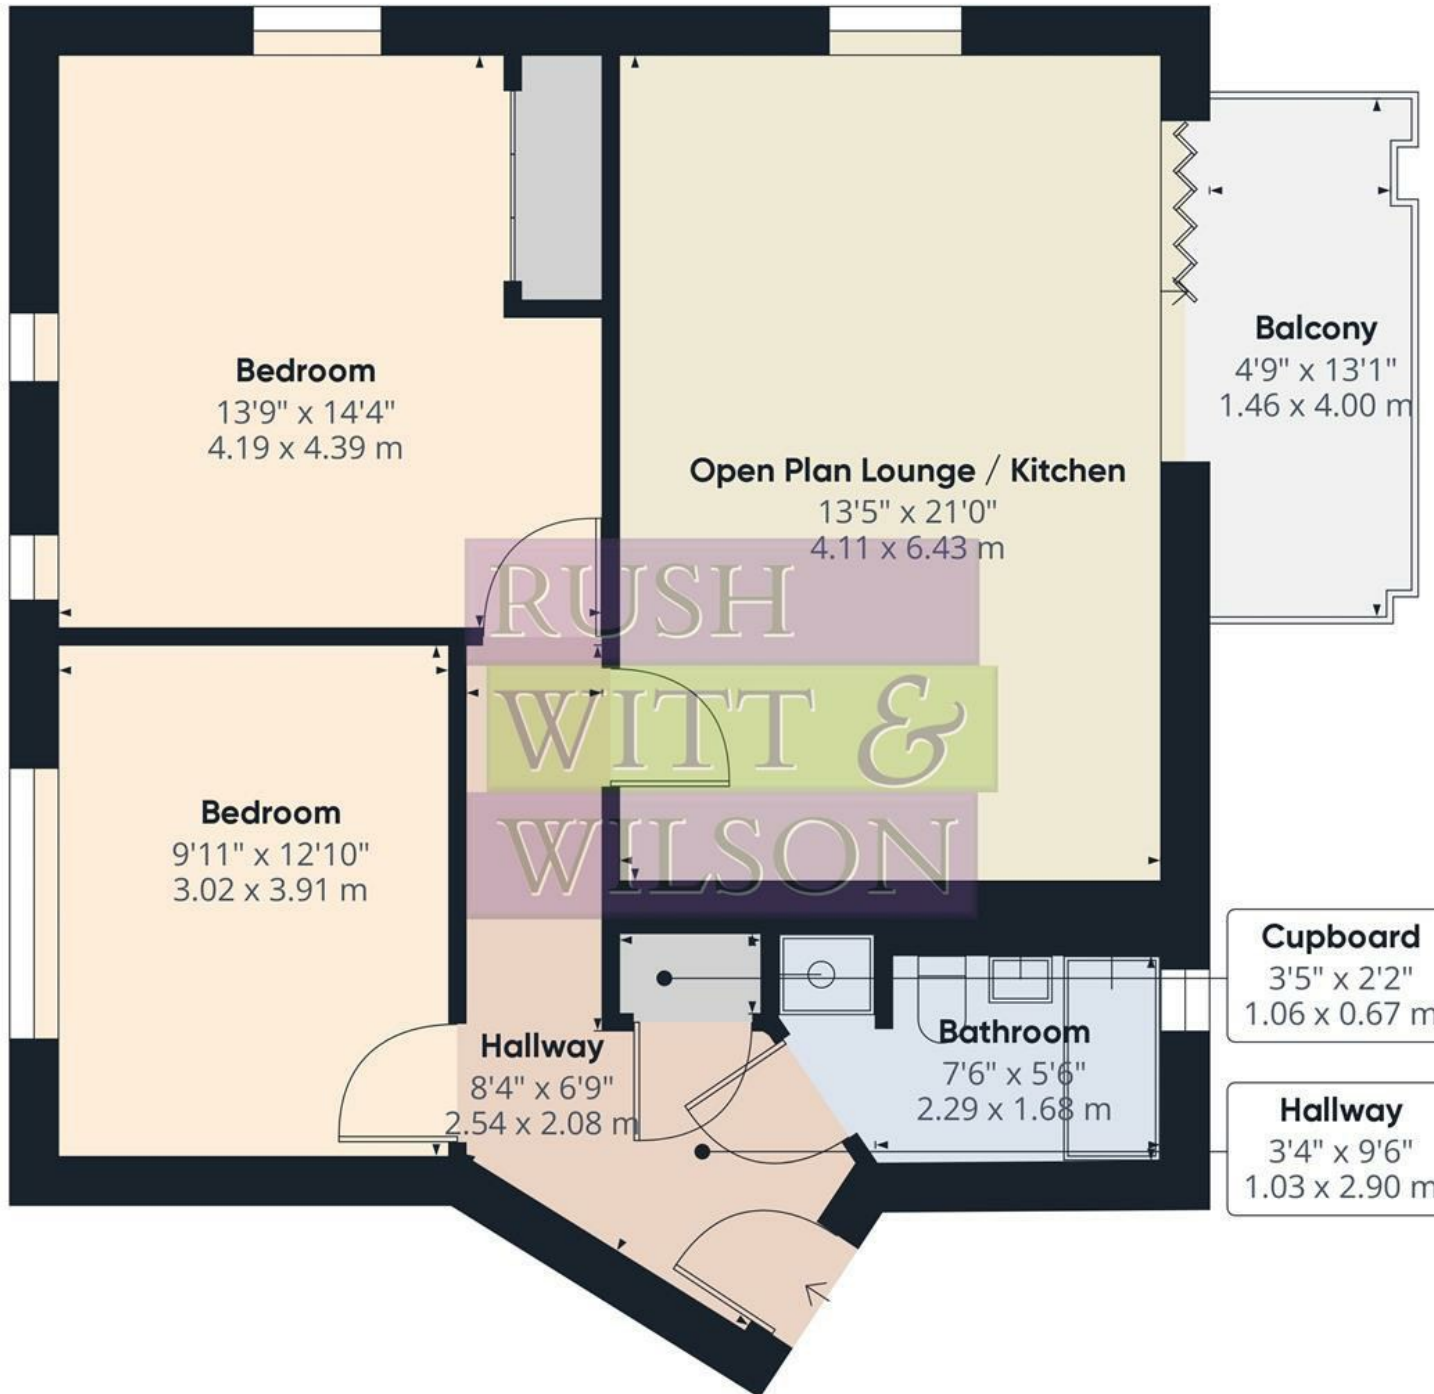 Bedroom
13'9" x 14'4"
4.19 x 4.39 m
Balcony
4'9" x 13'1"
1.46 x 4.00 m
Open Plan Lounge / Kitchen
13'5" x 21'0"
4.11 x 6.43 m
RUSH
WITT &
WILSON
Bedroom
9'11" x 12'10"
3.02 x 3.91 m
Cupboard
3'5" x 2'2"
1.06 x 0.67 m
Hallway
8'4" x 6'9"
2.54 x 2.08 m
Bathroom
7'6" x 5'6"
2.29 x 1.68 m
Hallway
3'4" x 9'6"
1.03 x 2.90 m